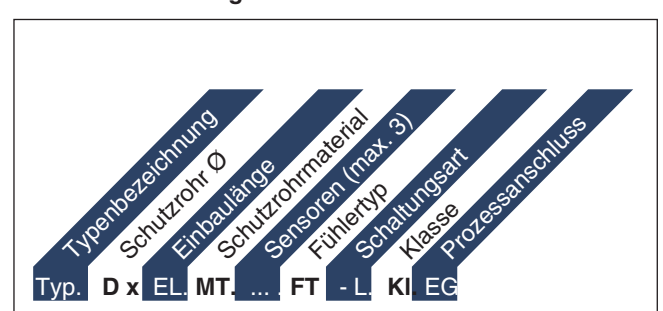 Typenbezeichnung
Schutzrohr Ø
Einbaulänge
Schutzrohrmaterial
Sensoren (max. 3)
Fühlertyp
Schaltungsart
Klasse
Prozessanschluss
Typ. D x EL. MT. ... . FT - L. Kl. EG